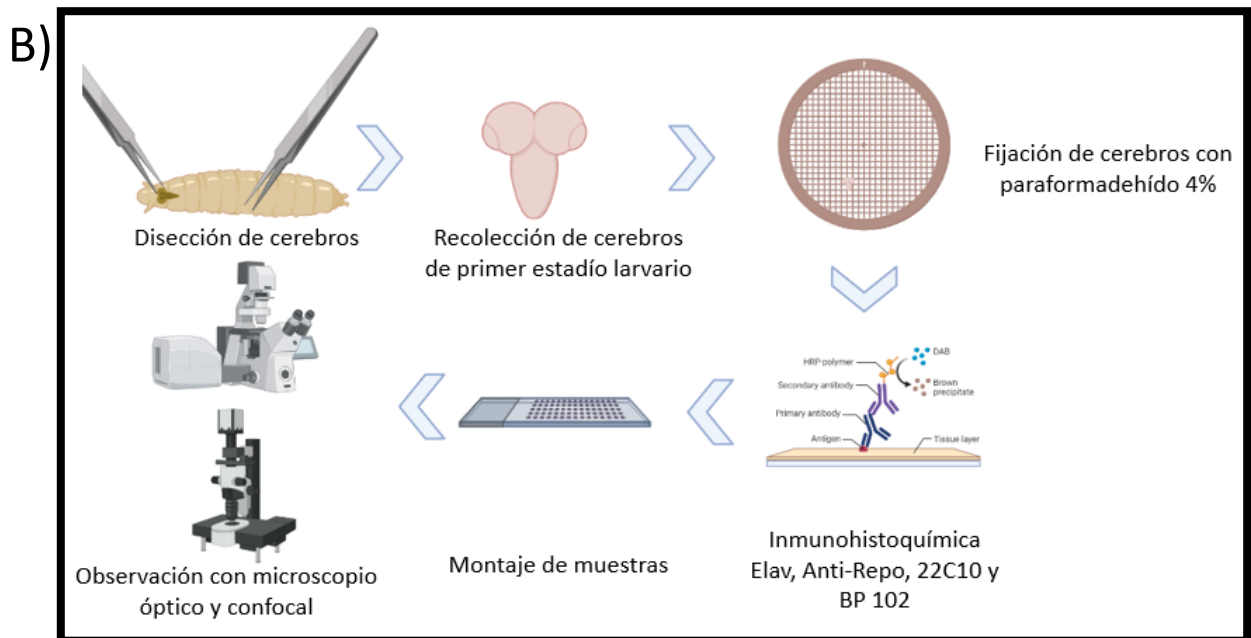 B)
Disección de cerebros
Recolección de cerebros
de primer estadío larvario
Fijación de cerebros con
paraformadehído 4%
DAB
HRP-polymer
Brown
precipitate
Secondary antibody
Primary antibody
Antigen
Tissue layer
Inmunohistoquímica
Elav, Anti-Repo, 22C10 y
BP 102
Montaje de muestras
Observación con microscopio
óptico y confocal